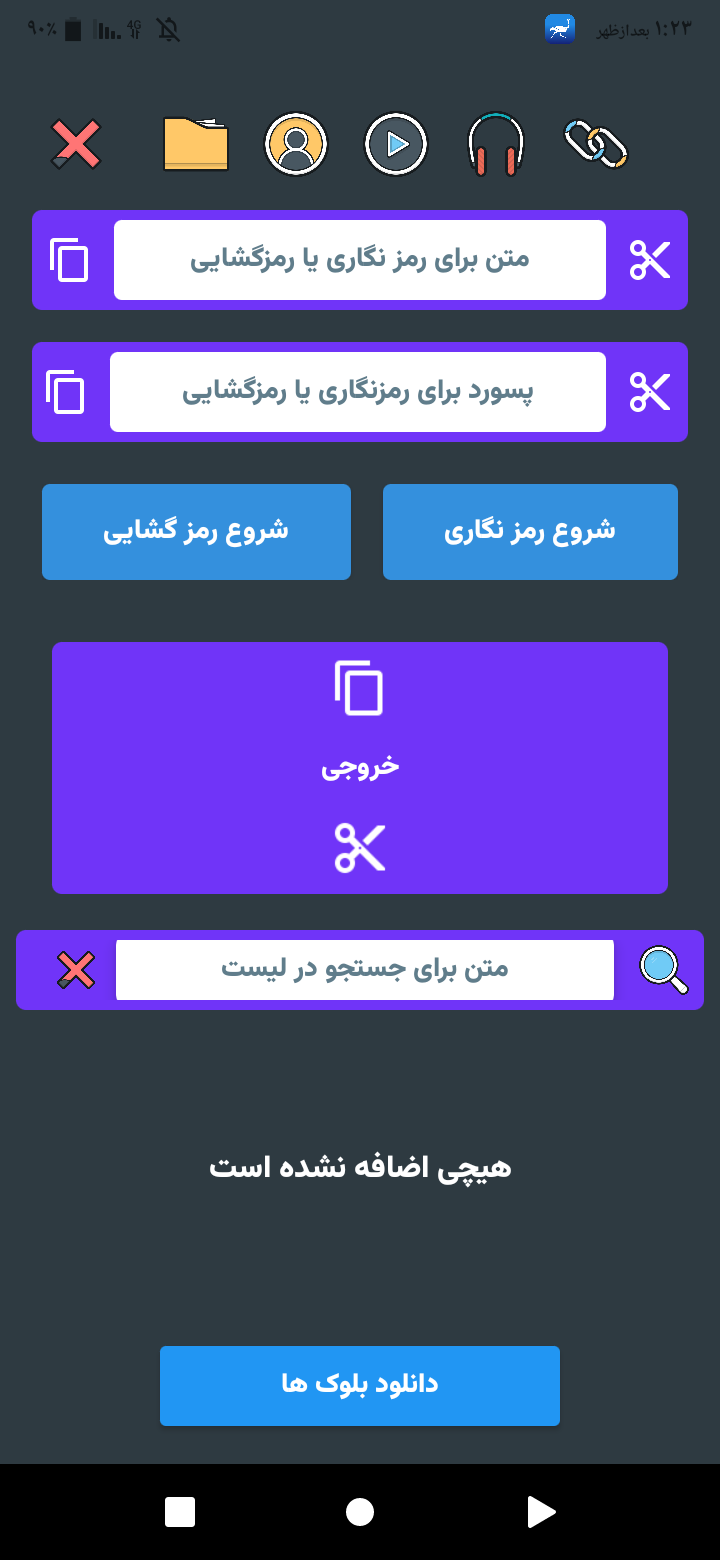 ۱:۲۳ بعدازظهر
4G
۹۰٪
متن برای رمز نگاری یا رمزگشایی
پسورد برای رمزنگاری یا رمزگشایی
شروع رمز نگاری
شروع رمز گشایی
خروجی
متن برای جستجو در لیست
هیچی اضافه نشده است
دانلود بلوک ها